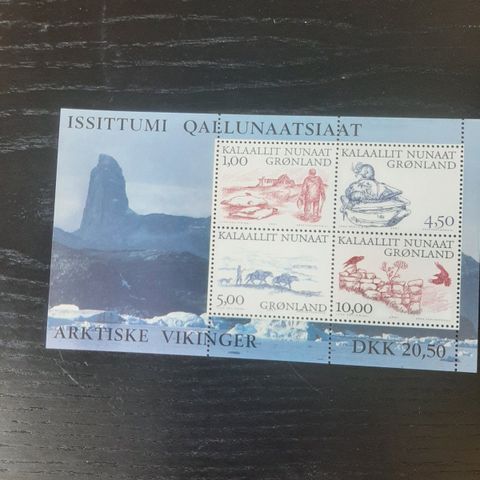 ISSITTUMI QALLUNAATSIAAT
KALAALLIT NUNAAT
1,00 GRØNLAND
KALAALLIT NUNAAT
GRØNLAND
4,50
KALAALLIT NUNAAT
5,00 GRØNLAND
KALAALLIT NUNAAT
GRØNLAND
10,00
ARKTISKE VIKINGER DKK 20,50